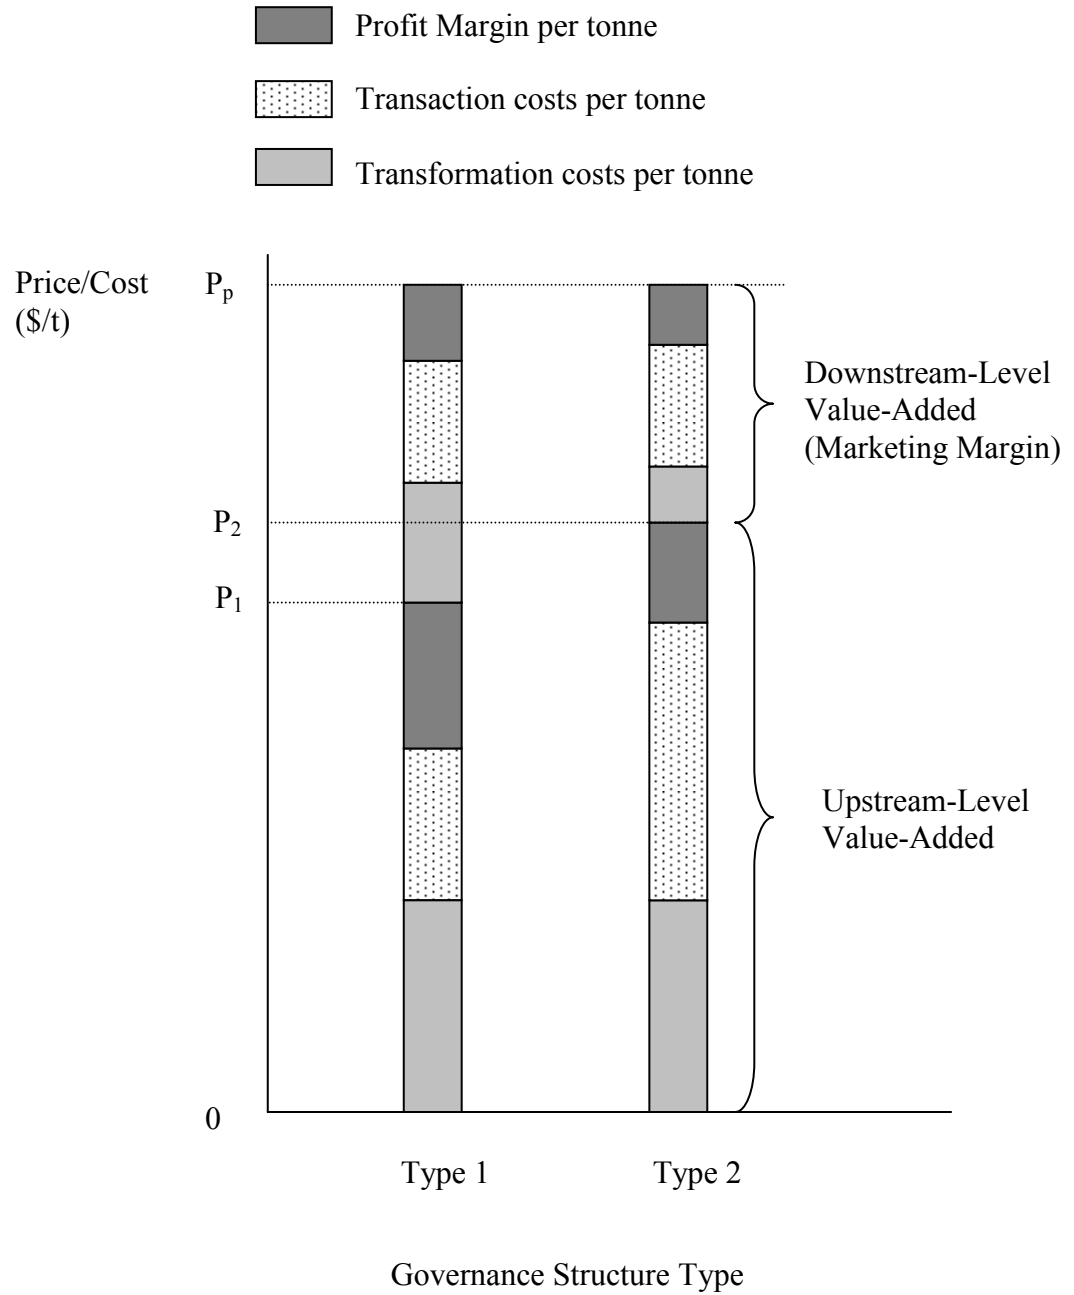 Profit Margin per tonne
Transaction costs per tonne
Transformation costs per tonne
Price/Cost
($/t)
Pp
Downstream-Level
Value-Added
(Marketing Margin)
P2
P1
Upstream-Level
Value-Added
0
Type 1
Type 2
Governance Structure Type